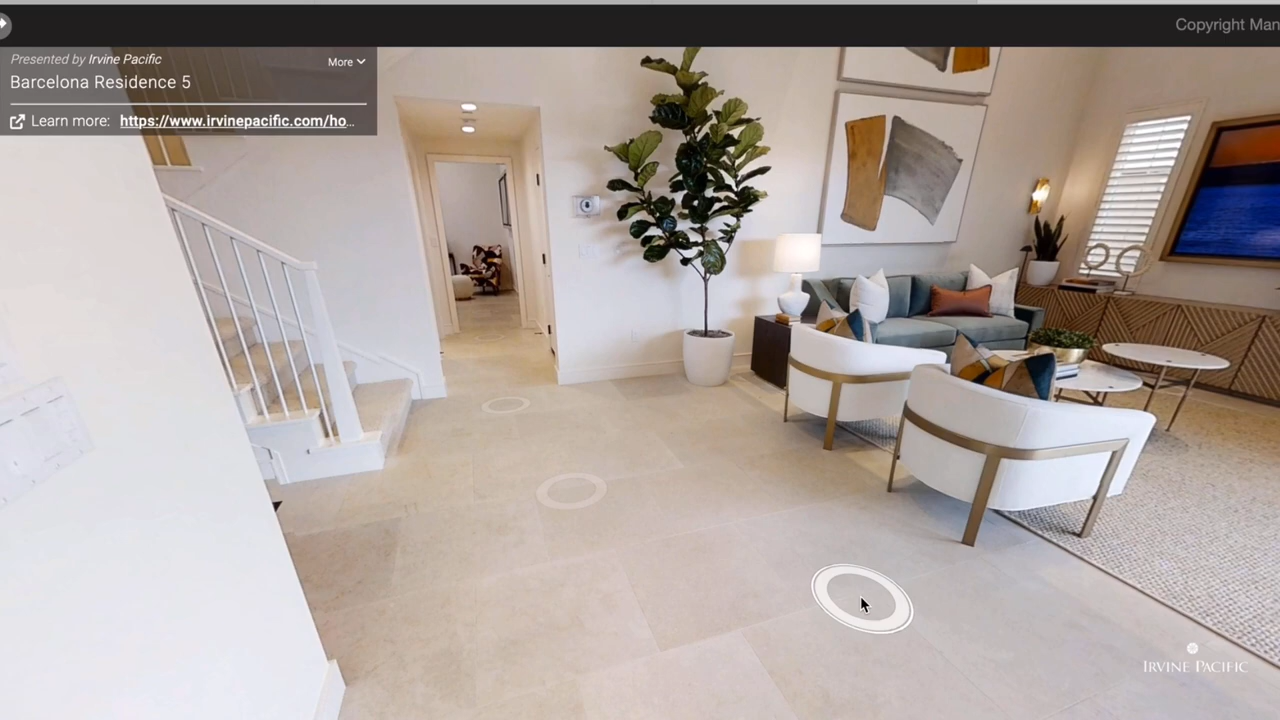 Copyright Man
Presented by Irvine Pacific
More
Barcelona Residence 5
Learn more: https://www.irvinepacific.com/ho...
IRVINE PACIFIC